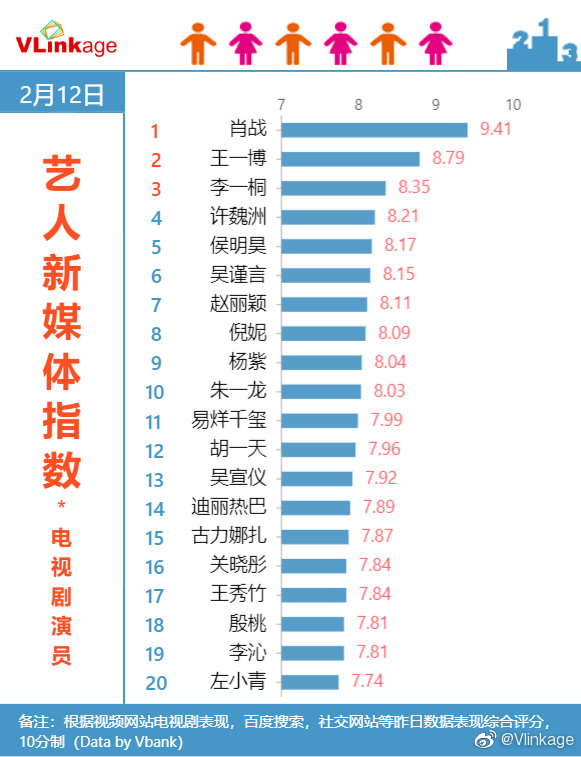 VLinkage
1
2
3
2月12日
艺人新媒体指数
*
电视剧演员
7 8 9 10
1 肖战 9.41
2 王一博 8.79
3 李一桐 8.35
4 许魏洲 8.21
5 侯明昊 8.17
6 吴谨言 8.15
7 赵丽颖 8.11
8 倪妮 8.09
9 杨紫 8.04
10 朱一龙 8.03
11 易烊千玺 7.99
12 胡一天 7.96
13 吴宣仪 7.92
14 迪丽热巴 7.89
15 古力娜扎 7.87
16 关晓彤 7.84
17 王秀竹 7.84
18 殷桃 7.81
19 李沁 7.81
20 左小青 7.74
备注：根据视频网站电视剧表现，百度搜索，社交网站等昨日数据表现综合评分，
10分制（Data by Vbank）
@Vlinkage